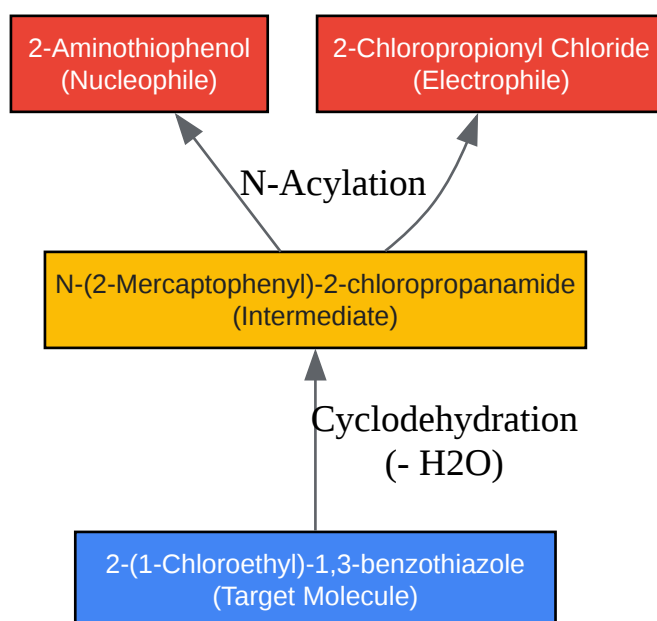 2-Aminothiophenol
(Nucleophile)
2-Chloropropionyl Chloride
(Electrophile)
N-Acylation
N-(2-Mercaptophenyl)-2-chloropropanamide
(Intermediate)
Cyclodehydration
(- H2O)
2-(1-Chloroethyl)-1,3-benzothiazole
(Target Molecule)